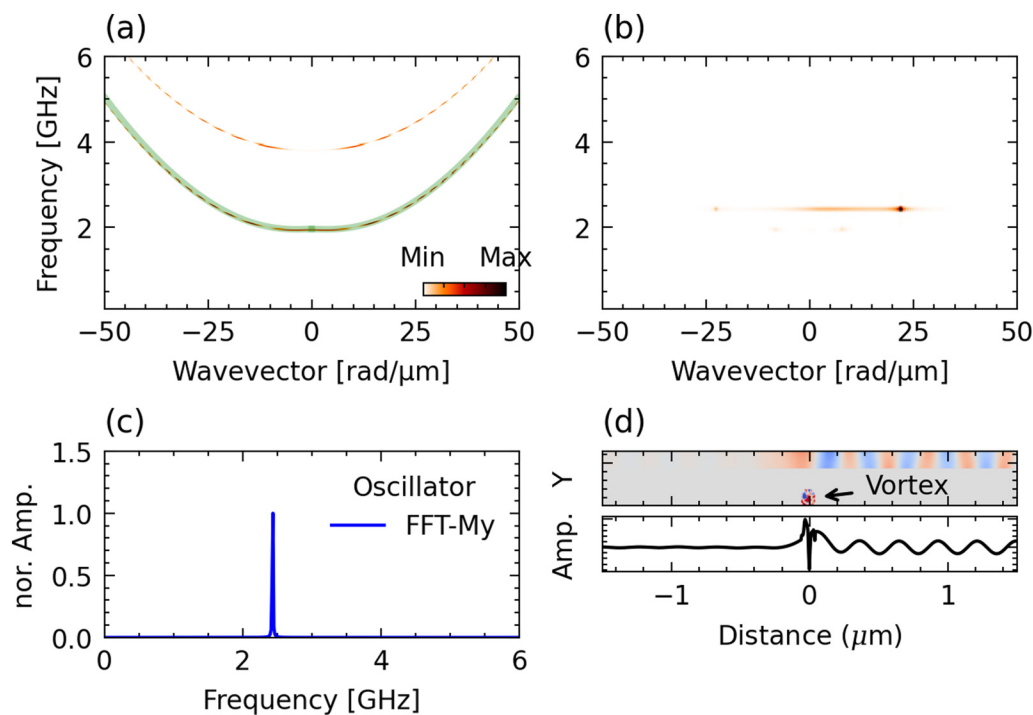 (a)
6
4
2
Frequency [GHz]
Min Max
−50 −25 0 25 50
Wavevector [rad/μm]
(b)
6
4
2
−50 −25 0 25 50
Wavevector [rad/μm]
(c)
1.5
1.0
0.5
0.0
nor. Amp.
Oscillator
FFT-My
0 2 4 6
Frequency [GHz]
(d)
Y
Vortex
Amp.
−1 0 1
Distance (μm)